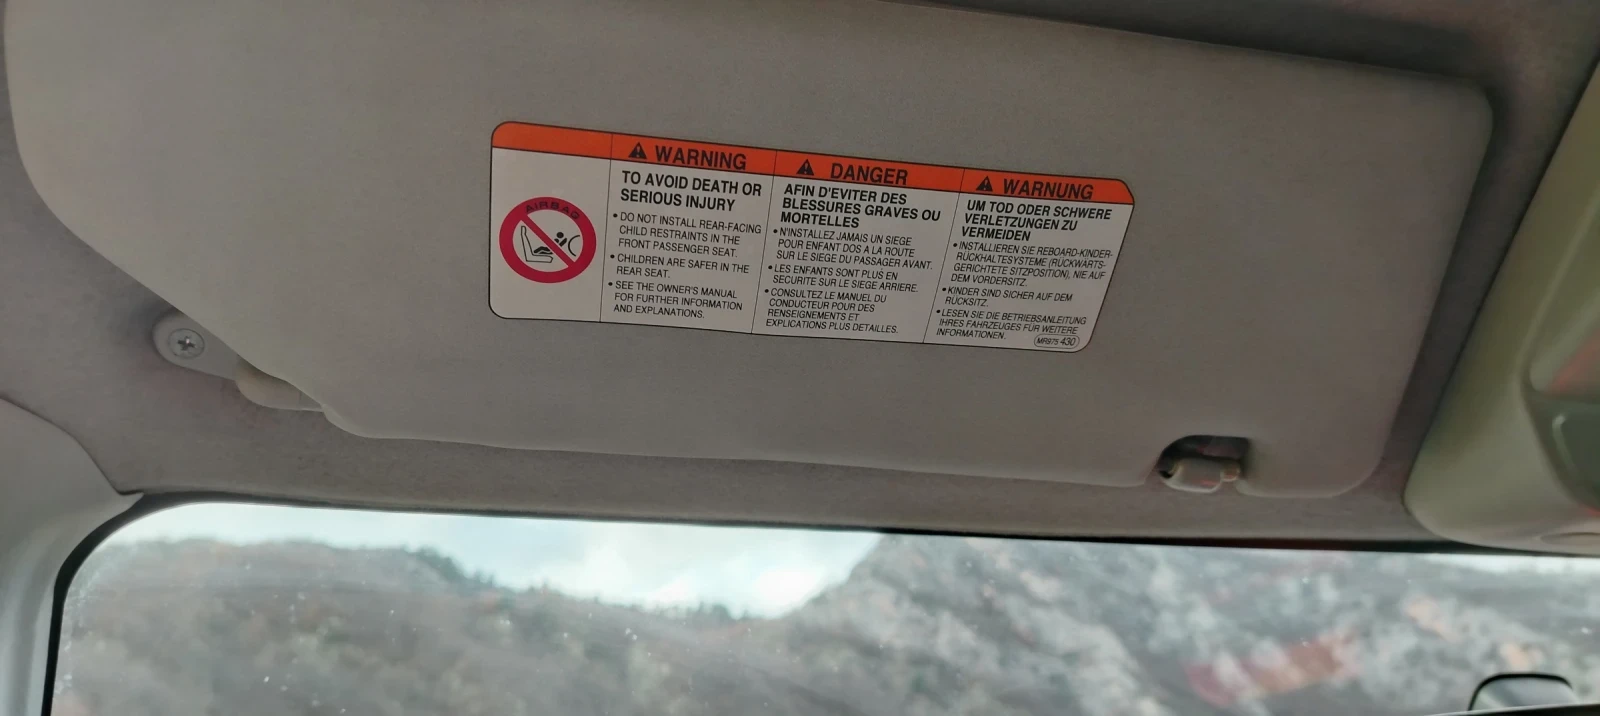 AIRBAG
WARNING
TO AVOID DEATH OR
SERIOUS INJURY
• DO NOT INSTALL REAR-FACING
CHILD RESTRAINTS IN THE
FRONT PASSENGER SEAT.
• CHILDREN ARE SAFER IN THE
REAR SEAT.
• SEE THE OWNER'S MANUAL
FOR FURTHER INFORMATION
AND EXPLANATIONS.
DANGER
AFIN D'EVITER DES
BLESSURES GRAVES OU
MORTELLES
• N'INSTALLEZ JAMAIS UN SIEGE
POUR ENFANT DOS A LA ROUTE
SUR LE SIEGE DU PASSAGER AVANT.
• LES ENFANTS SONT PLUS EN
SECURITE SUR LE SIEGE ARRIERE.
• CONSULTEZ LE MANUEL DU
CONDUCTEUR POUR DES
RENSEIGNEMENTS ET
EXPLICATIONS PLUS DETAILLES.
WARNUNG
UM TOD ODER SCHWERE
VERLETZUNGEN ZU
VERMEIDEN
• INSTALLIEREN SIE REBOARD-KINDER-
RÜCKHALTESYSTEME (RÜCKWÄRTS-
GERICHTETE SITZPOSITION), NIE AUF
DEM VORDERSITZ.
• KINDER SIND SICHER AUF DEM
RÜCKSITZ.
• LESEN SIE DIE BETRIEBSANLEITUNG
IHRES FAHRZEUGES FÜR WEITERE
INFORMATIONEN.
MR975 430